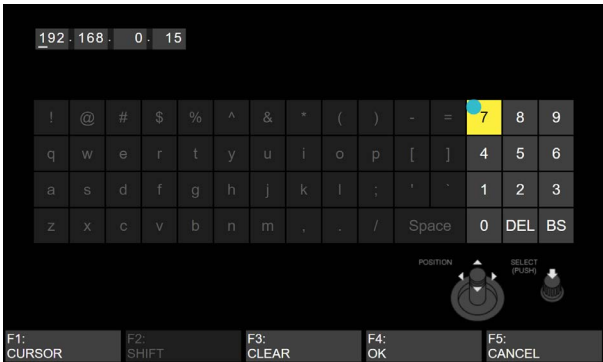 192 . 168 . 0 . 15
! @ # $ % ^ & * ( ) - = 7 8 9
q w e r t y u i o p [ ] 4 5 6
a s d f g h j k l ; ' ` 1 2 3
z x c v b n m , . / Space 0 DEL BS
POSITION
SELECT
(PUSH)
F1:
CURSOR
F2:
SHIFT
F3:
CLEAR
F4:
OK
F5:
CANCEL